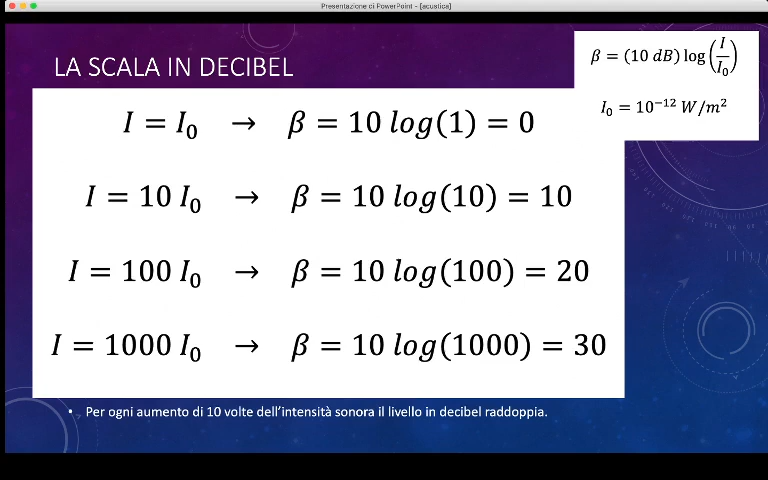 Presentazione di PowerPoint - [acustica]
LA SCALA IN DECIBEL
β = (10 dB) log(I/I₀)
I₀ = 10⁻¹² W/m²
I = I₀ → β = 10 log(1) = 0
I = 10 I₀ → β = 10 log(10) = 10
I = 100 I₀ → β = 10 log(100) = 20
I = 1000 I₀ → β = 10 log(1000) = 30
• Per ogni aumento di 10 volte dell'intensità sonora il livello in decibel raddoppia.